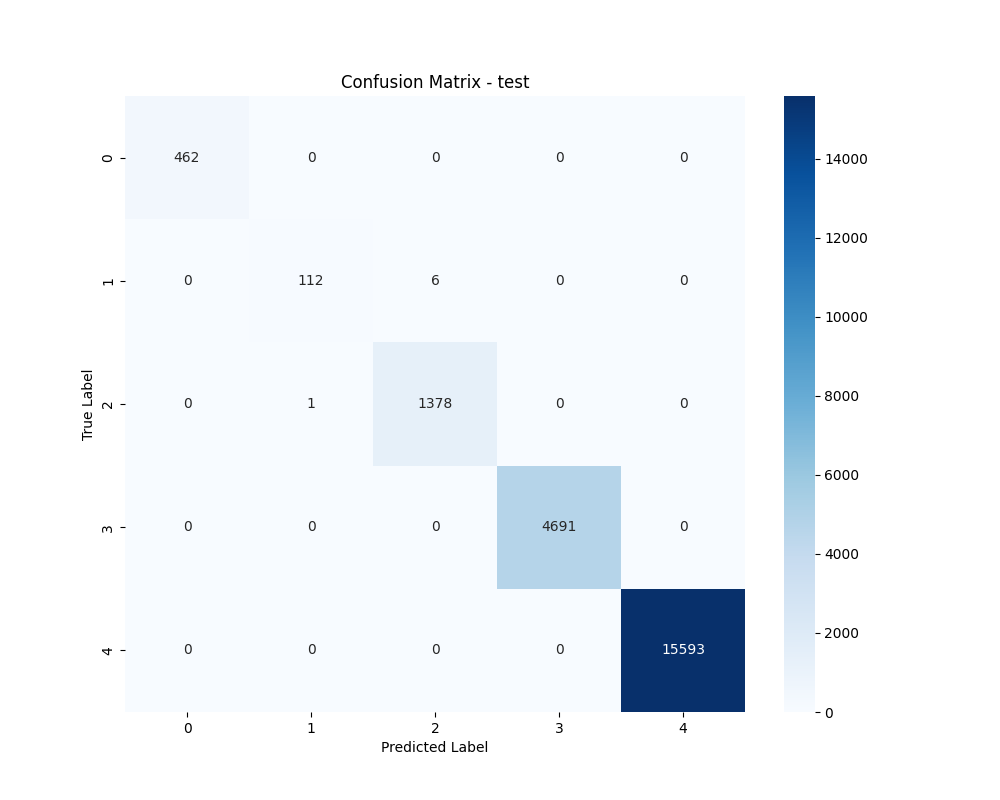 Confusion Matrix - test
True Label
0 462 0 0 0 0
1 0 112 6 0 0
2 0 1 1378 0 0
3 0 0 0 4691 0
4 0 0 0 0 15593
0 1 2 3 4
Predicted Label
14000
12000
10000
8000
6000
4000
2000
0